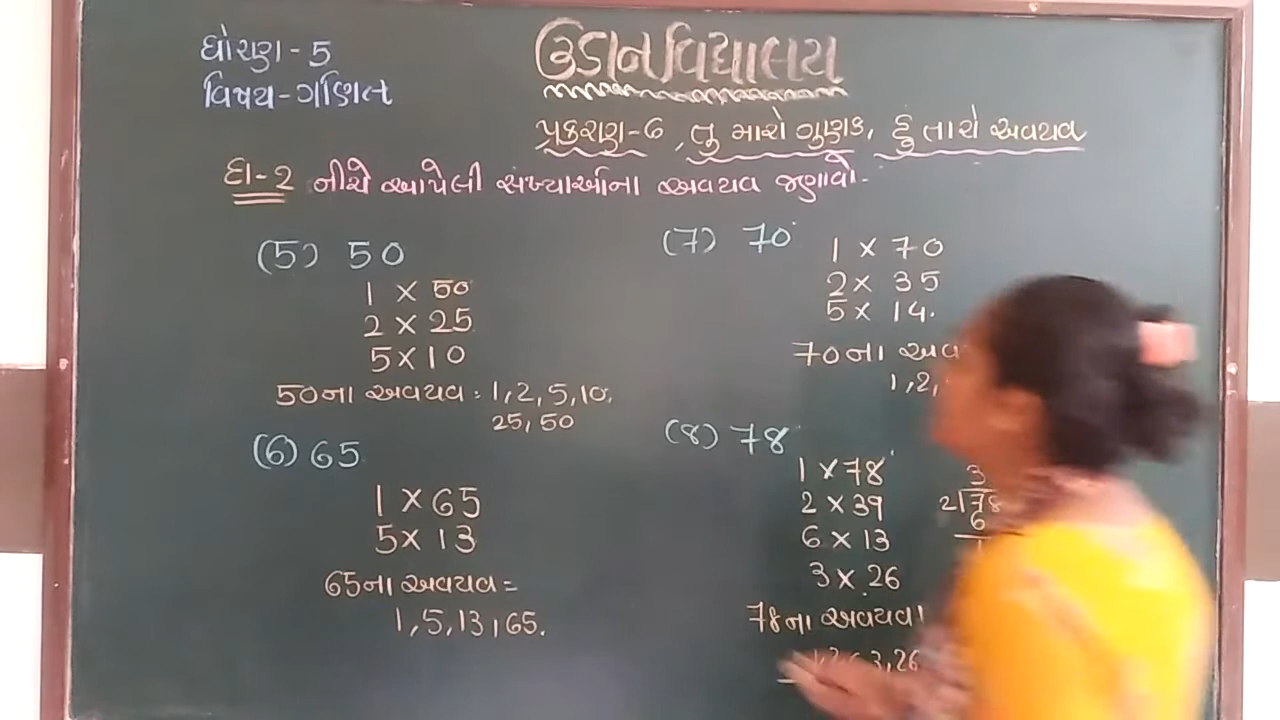 ધોરણ - 5
વિષય - ગણિત
ઉડાન વિદ્યાલય
પ્રકરણ-6 , તુ મારો ગુણક, હું તારો અવયવ
દા-2 નીચે આપેલી સંખ્યાઓના અવયવ જણાવો.
(5) 50
1 × 50
2 × 25
5 × 10
50ના અવયવ : 1, 2, 5, 10,
25, 50
(6) 65
1 × 65
5 × 13
65ના અવયવ =
1, 5, 13, 65.
(7) 70
1 × 70
2 × 35
5 × 14.
70ના અવ
1, 2,
(8) 78
1 × 78
2 × 39
6 × 13
3 × 26
78ના અવયવ
3, 26
3
2 78
6